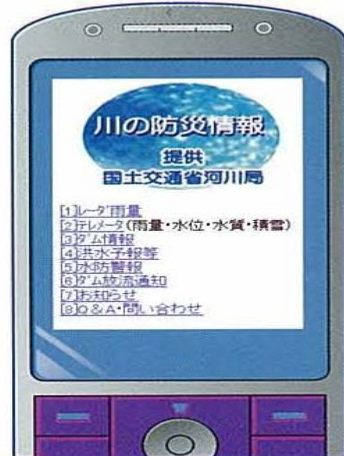 川の防災情報
提供
国土交通省河川局
[1]ﾚｰﾀﾞ雨量
[2]ﾃﾚﾒｰﾀ(雨量・水位・水質・積雪)
[3]ﾀﾞﾑ情報
[4]洪水予報等
[5]水防警報
[6]ﾀﾞﾑ放流通知
[7]お知らせ
[8]Q&A・問い合わせ